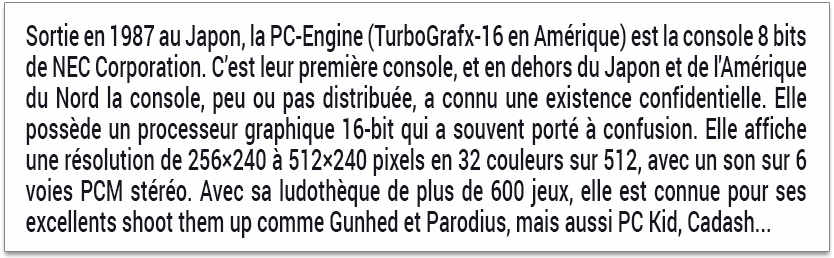 Sortie en 1987 au Japon, la PC-Engine (TurboGrafx-16 en Amérique) est la console 8 bits
de NEC Corporation. C'est leur première console, et en dehors du Japon et de l'Amérique
du Nord la console, peu ou pas distribuée, a connu une existence confidentielle. Elle
possède un processeur graphique 16-bit qui a souvent porté à confusion. Elle affiche
une résolution de 256×240 à 512×240 pixels en 32 couleurs sur 512, avec un son sur 6
voies PCM stéréo. Avec sa ludothèque de plus de 600 jeux, elle est connue pour ses
excellents shoot them up comme Gunhed et Parodius, mais aussi PC Kid, Cadash...